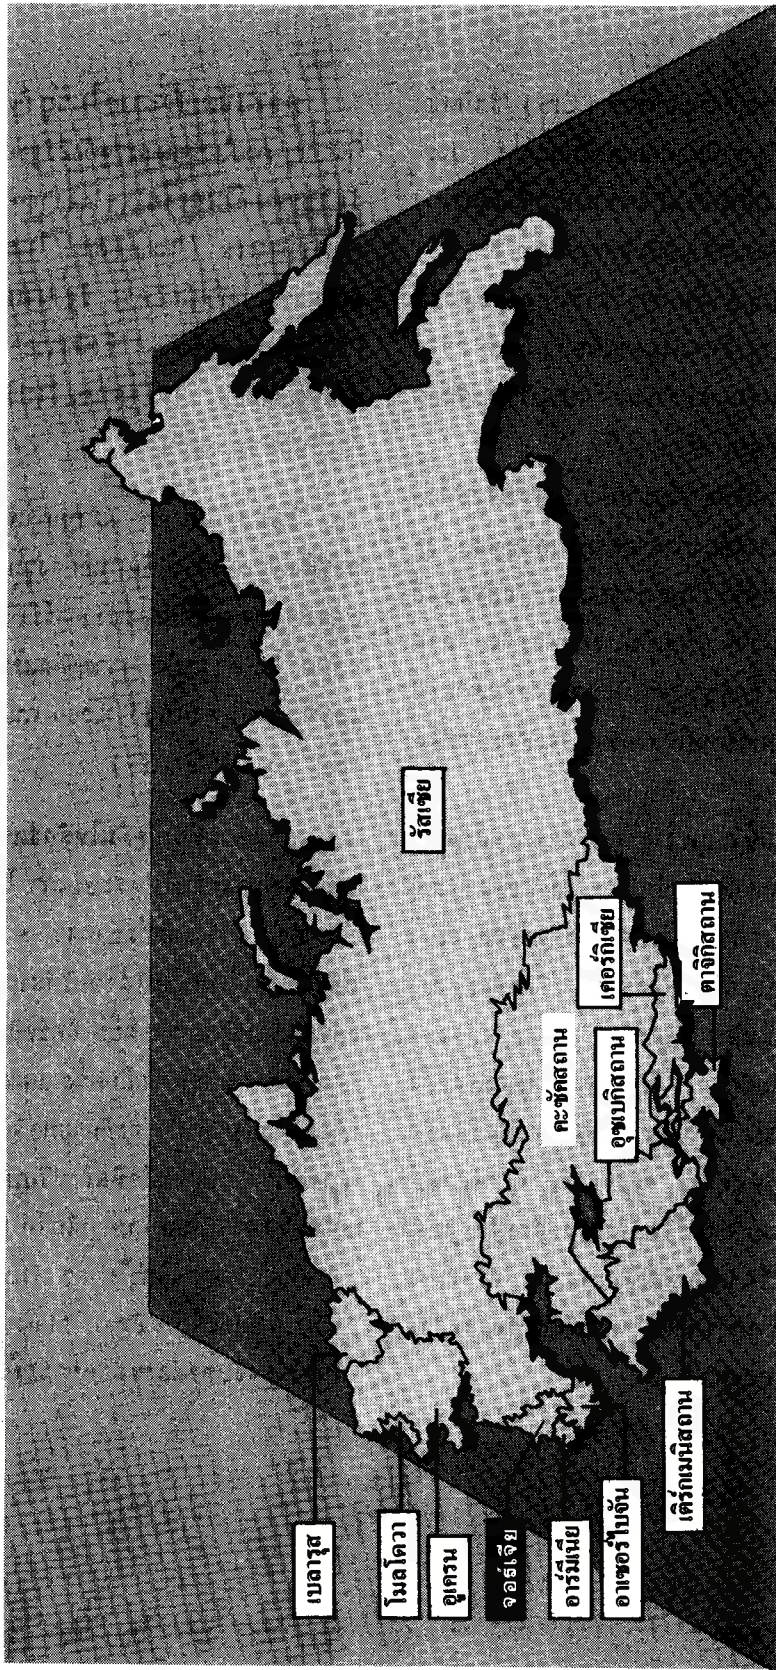 เบลารุส
โมลโดวา
ยูเครน
จอร์เจีย
อาร์มีเนีย
อาเซอร์ไบจัน
เติร์กเมนิสถาน
รัสเซีย
คะซัคสถาน
อุซเบกิสถาน
เคอร์กิเซีย
ตาจิกิสถาน